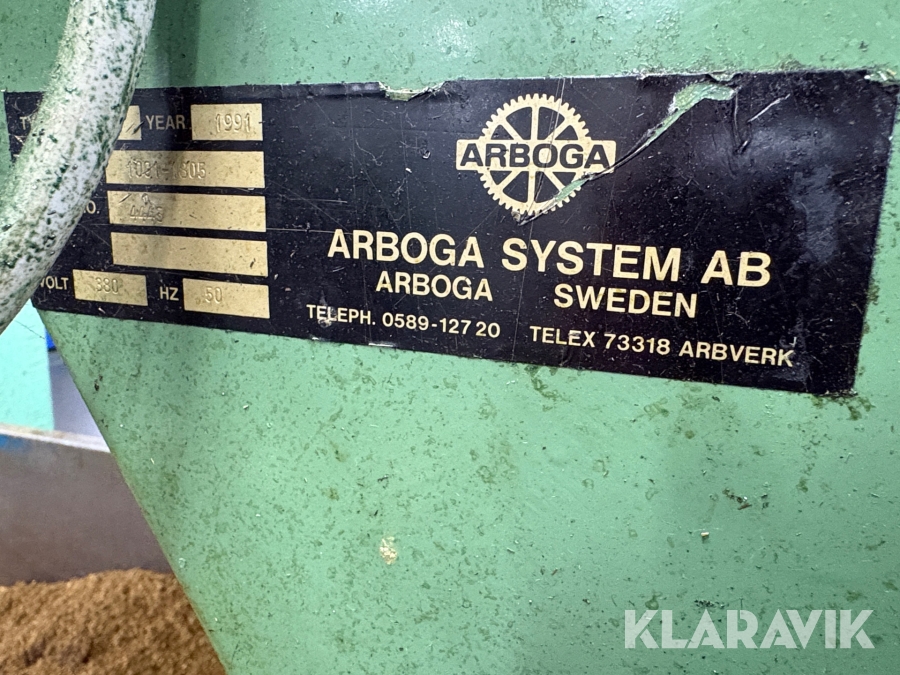 YEAR. 1991
ARBOGA
VOLT 380 HZ 50
ARBOGA SYSTEM AB
ARBOGA SWEDEN
TELEPH. 0589-127 20 TELEX 73318 ARBVERK
KLARAVIK